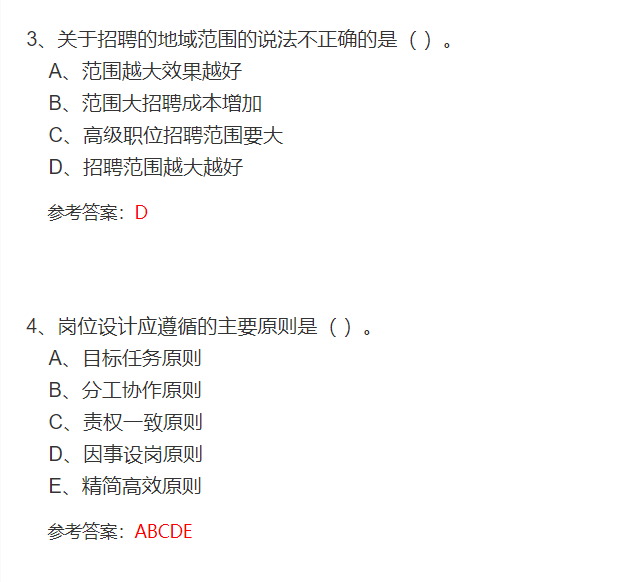 3、关于招聘的地域范围的说法不正确的是（ ）。
A、范围越大效果越好
B、范围大招聘成本增加
C、高级职位招聘范围要大
D、招聘范围越大越好
参考答案：D
4、岗位设计应遵循的主要原则是（ ）。
A、目标任务原则
B、分工协作原则
C、责权一致原则
D、因事设岗原则
E、精简高效原则
参考答案：ABCDE